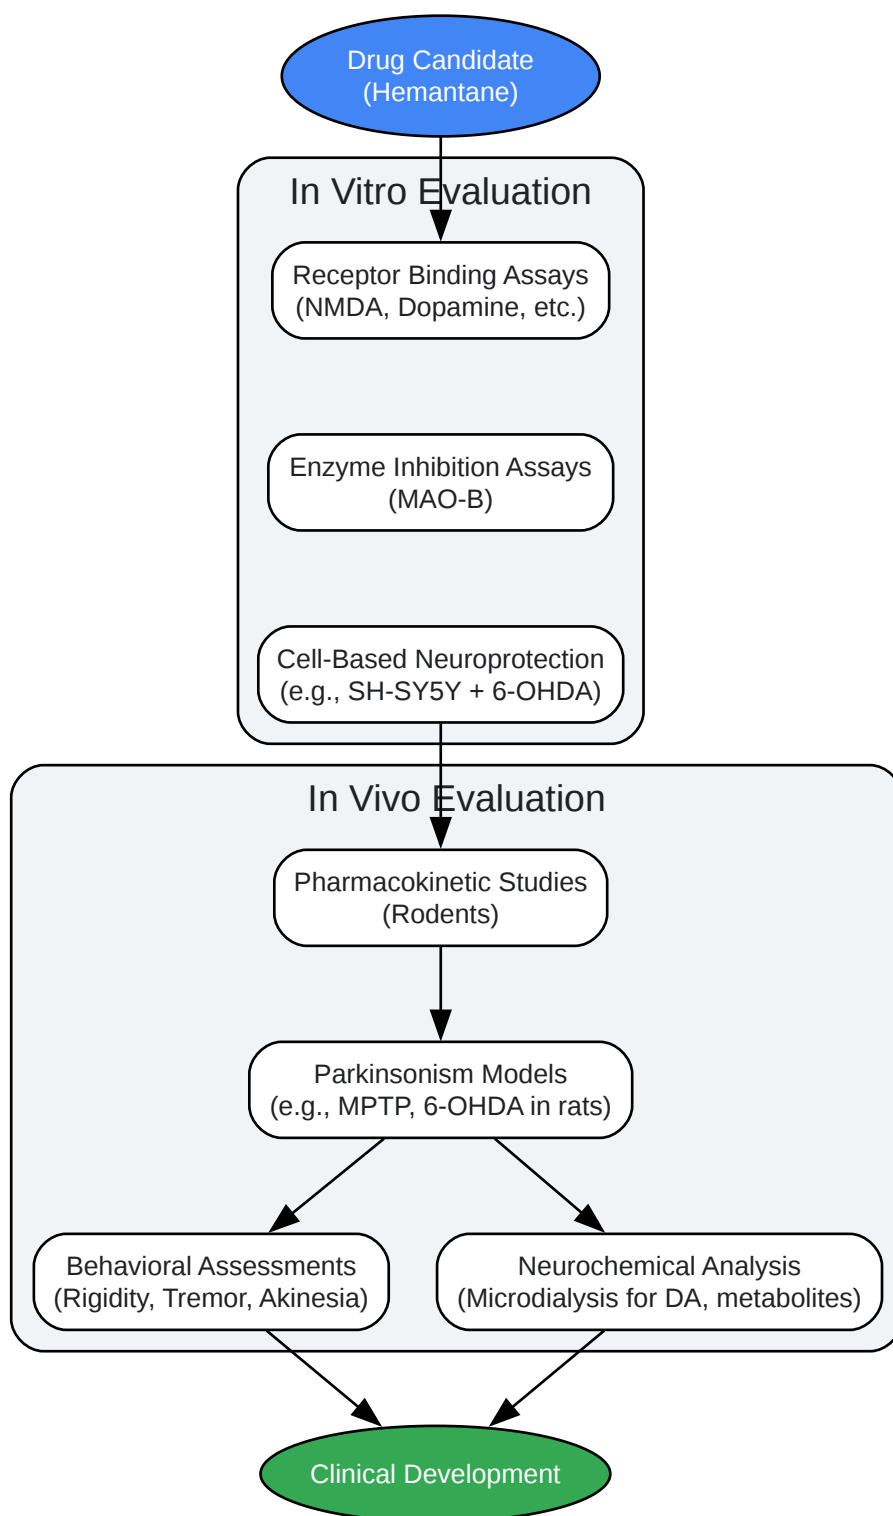 Drug Candidate
(Hemantane)
In Vitro Evaluation
Receptor Binding Assays
(NMDA, Dopamine, etc.)
Enzyme Inhibition Assays
(MAO-B)
Cell-Based Neuroprotection
(e.g., SH-SY5Y + 6-OHDA)
In Vivo Evaluation
Pharmacokinetic Studies
(Rodents)
Parkinsonism Models
(e.g., MPTP, 6-OHDA in rats)
Behavioral Assessments
(Rigidity, Tremor, Akinesia)
Neurochemical Analysis
(Microdialysis for DA, metabolites)
Clinical Development